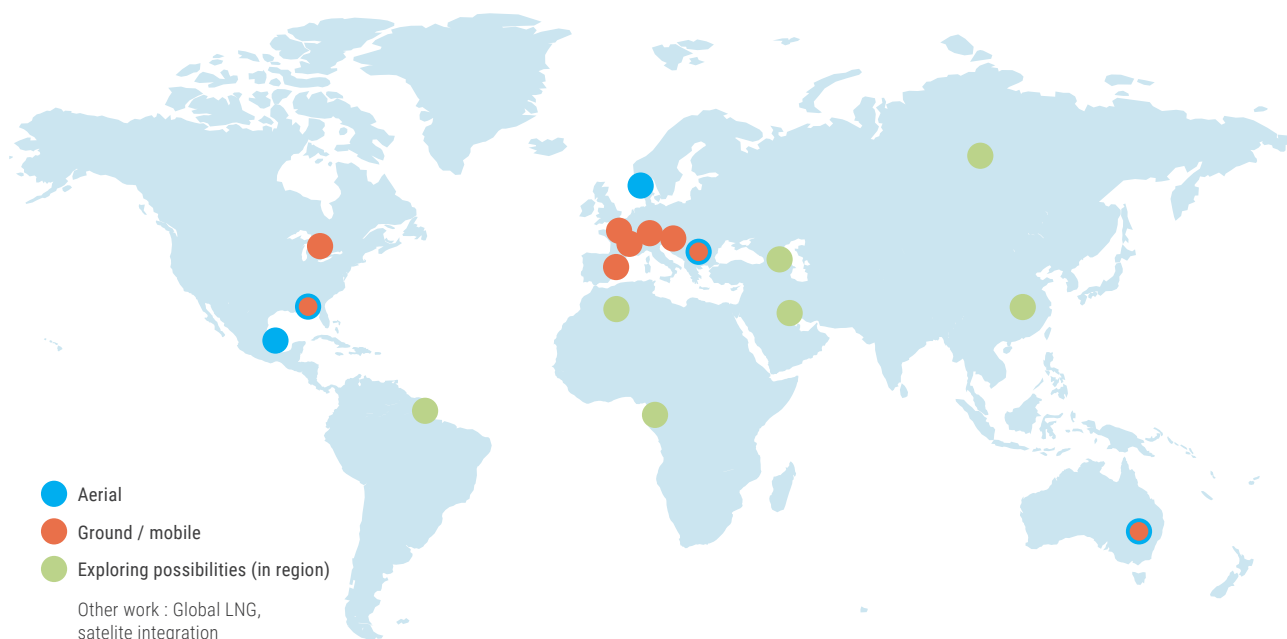 Aerial
Ground / mobile
Exploring possibilities (in region)
Other work : Global LNG,
satelite integration